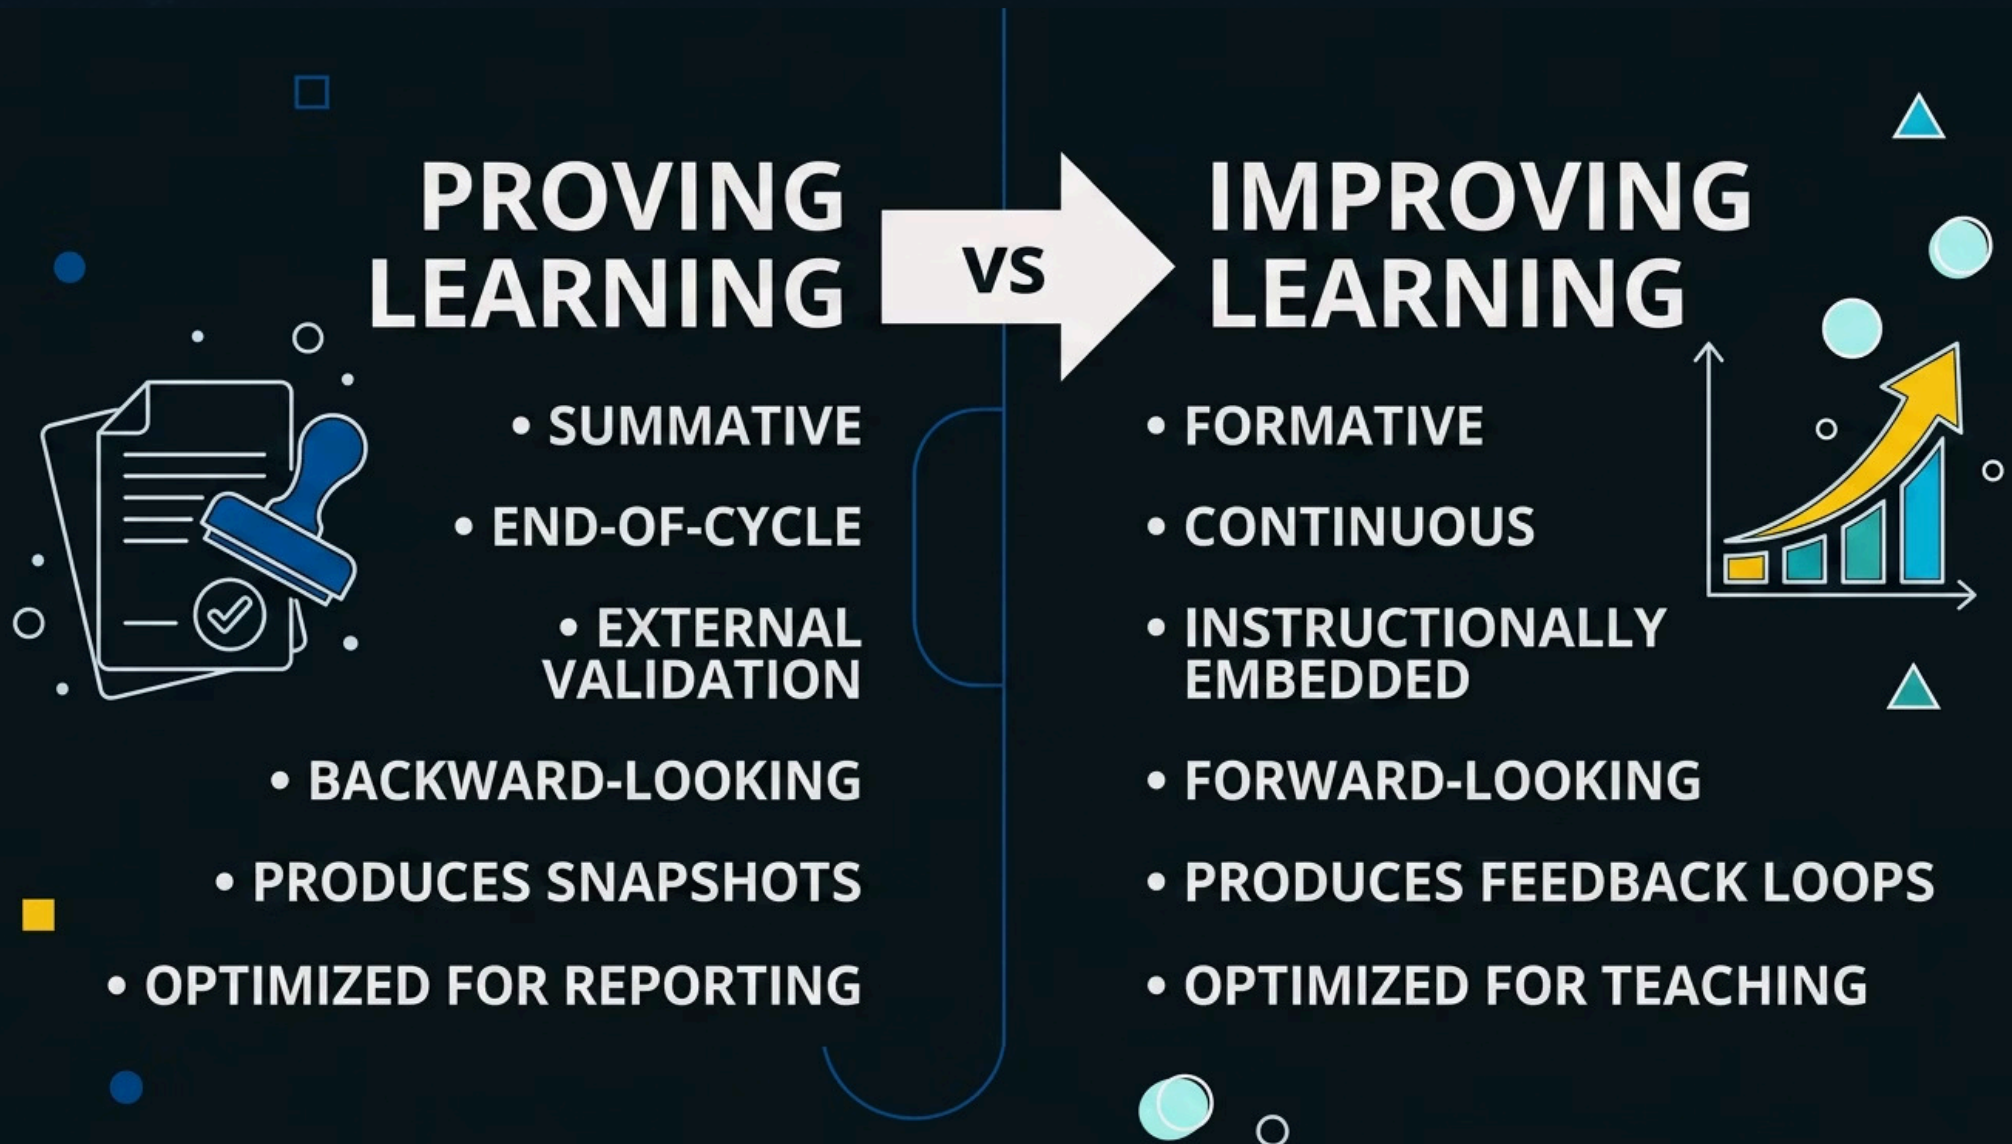 PROVING
LEARNING
VS
IMPROVING
LEARNING
• SUMMATIVE
• END-OF-CYCLE
• EXTERNAL
VALIDATION
• BACKWARD-LOOKING
• PRODUCES SNAPSHOTS
• OPTIMIZED FOR REPORTING
• FORMATIVE
• CONTINUOUS
• INSTRUCTIONALLY
EMBEDDED
• FORWARD-LOOKING
• PRODUCES FEEDBACK LOOPS
• OPTIMIZED FOR TEACHING